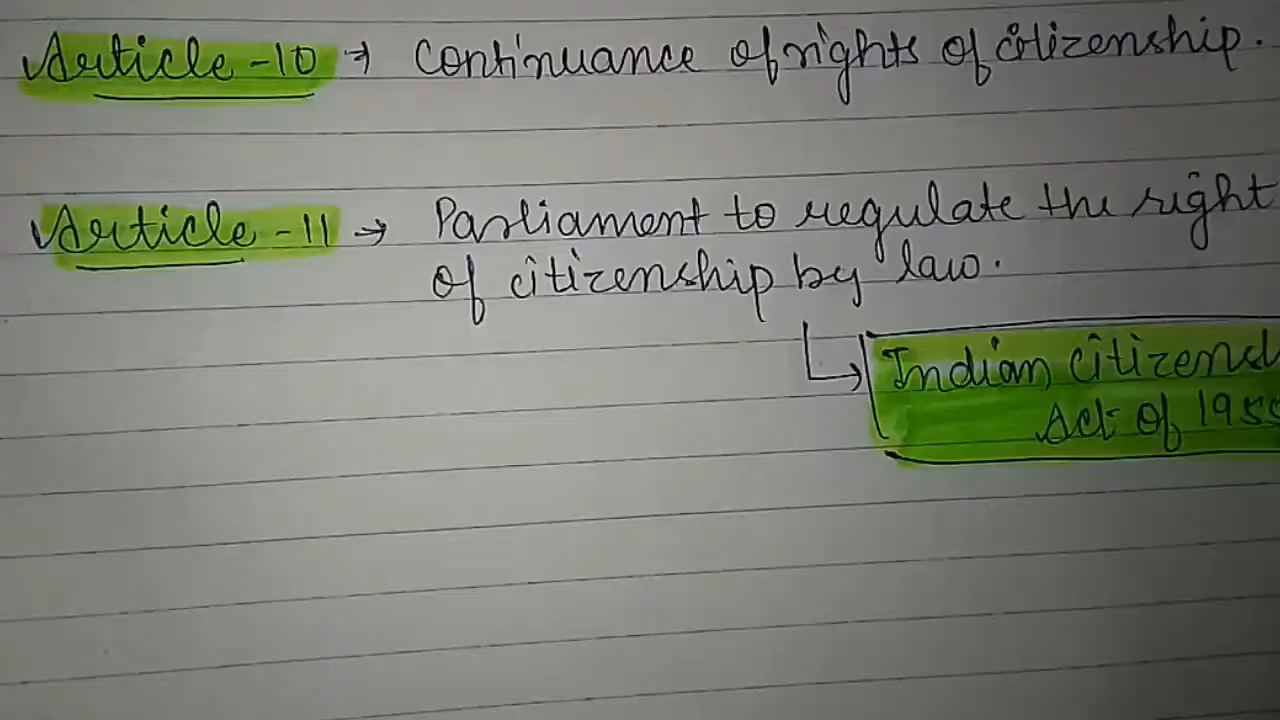 Article -10 → Continuance of rights of citizenship.
Article -11 → Parliament to regulate the right
of citizenship by law.
Indian citizensh
Act of 1955